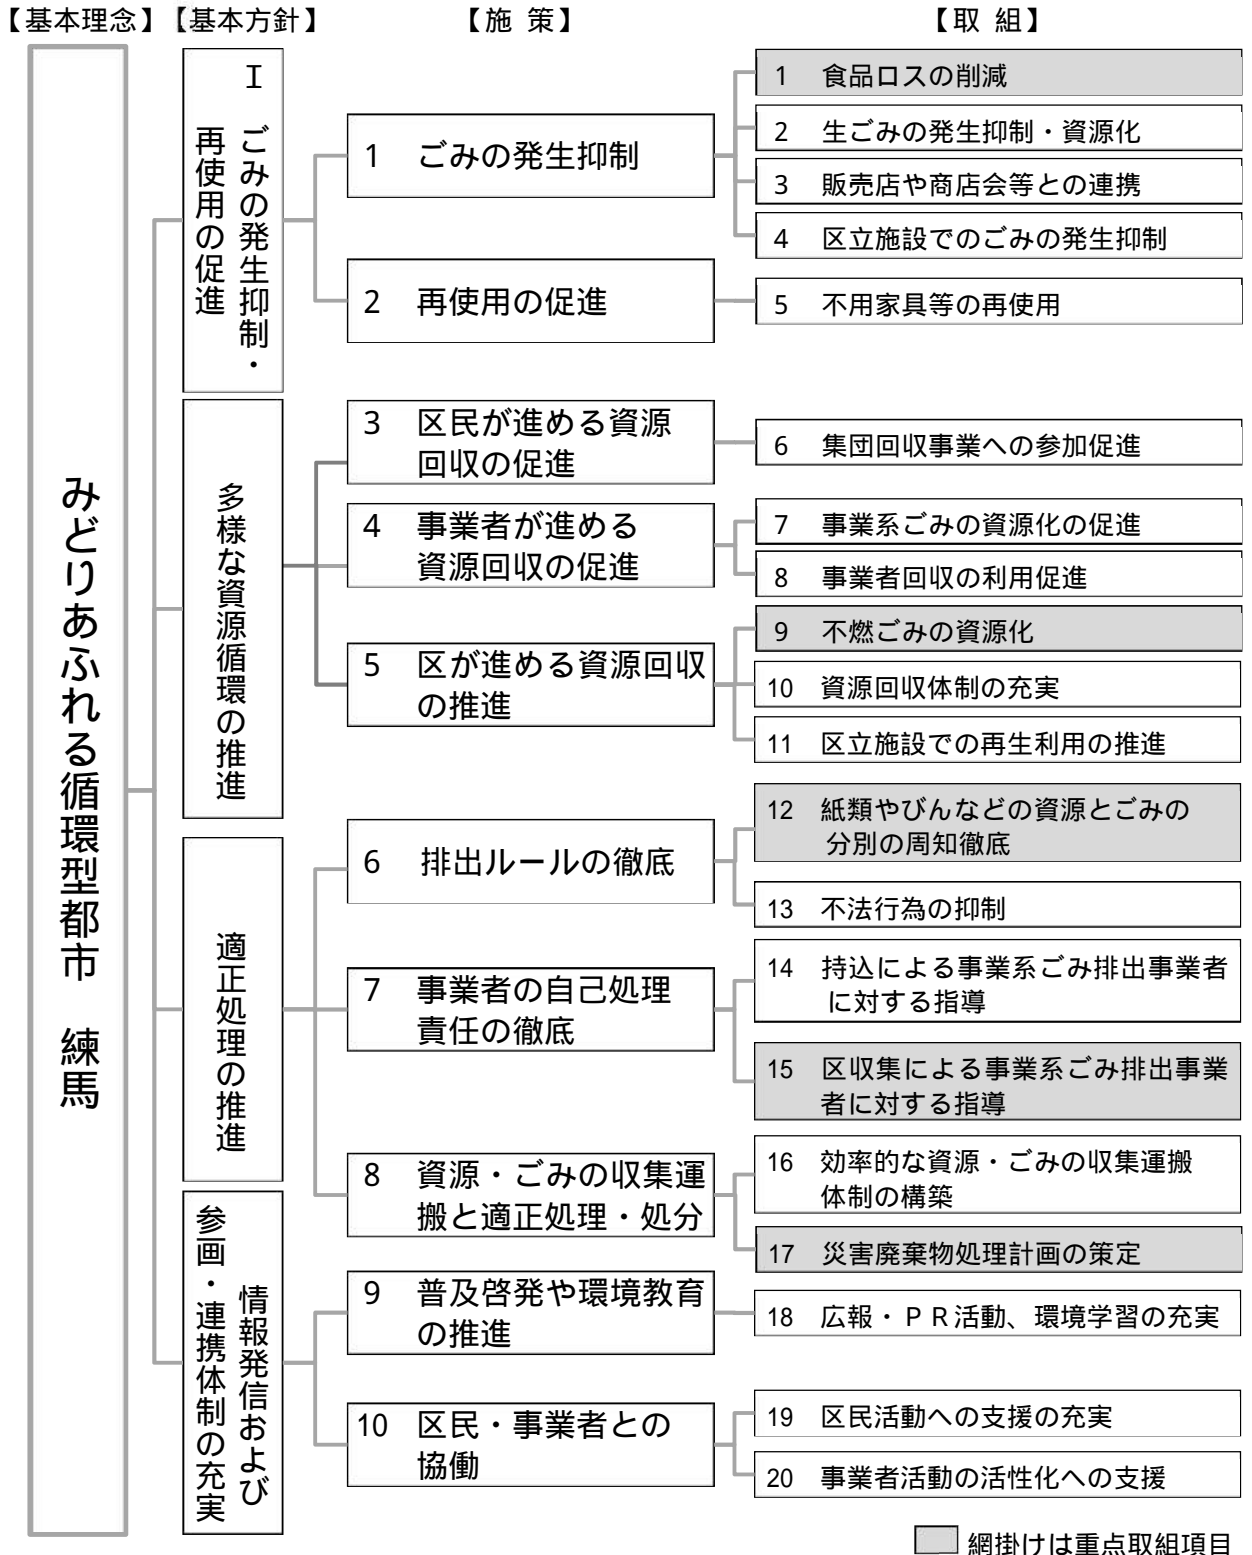 【基本理念】【基本方針】 【施 策】 【取 組】
みどりあふれる循環型都市 練馬
Ⅰ ごみの発生抑制・
再使用の促進
1 ごみの発生抑制
1 食品ロスの削減
2 生ごみの発生抑制・資源化
3 販売店や商店会等との連携
4 区立施設でのごみの発生抑制
2 再使用の促進
5 不用家具等の再使用
多様な資源循環の推進
3 区民が進める資源
回収の促進
6 集団回収事業への参加促進
4 事業者が進める
資源回収の促進
7 事業系ごみの資源化の促進
8 事業者回収の利用促進
5 区が進める資源回収
の推進
9 不燃ごみの資源化
10 資源回収体制の充実
11 区立施設での再生利用の推進
適正処理の推進
6 排出ルールの徹底
12 紙類やびんなどの資源とごみの
分別の周知徹底
13 不法行為の抑制
7 事業者の自己処理
責任の徹底
14 持込による事業系ごみ排出事業者
に対する指導
15 区収集による事業系ごみ排出事業
者に対する指導
8 資源・ごみの収集運
搬と適正処理・処分
16 効率的な資源・ごみの収集運搬
体制の構築
17 災害廃棄物処理計画の策定
情報発信および
参画・連携体制の充実
9 普及啓発や環境教育
の推進
18 広報・ＰＲ活動、環境学習の充実
10 区民・事業者との
協働
19 区民活動への支援の充実
20 事業者活動の活性化への支援
網掛けは重点取組項目